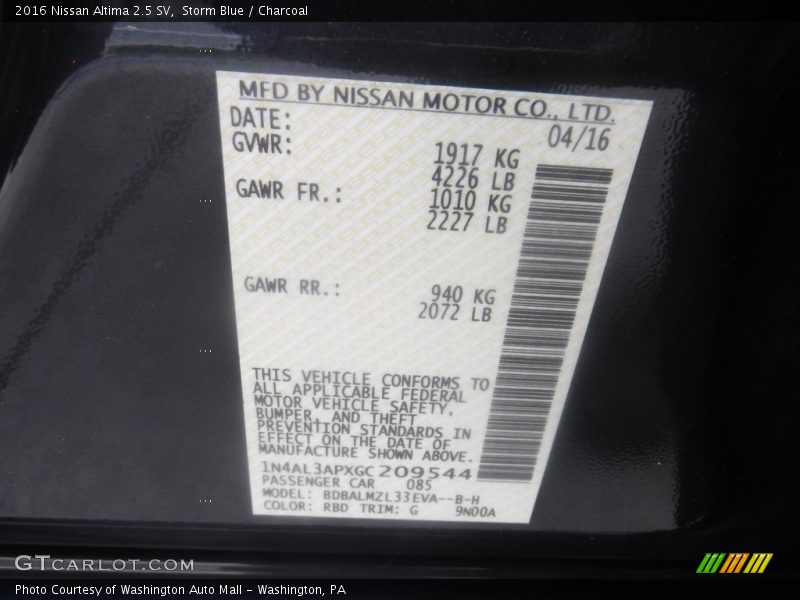 2016 Nissan Altima 2.5 SV,  Storm Blue / Charcoal
MFD BY NISSAN MOTOR CO., LTD.
DATE: 04/16
GVWR: 1917 KG
4226 LB
GAWR FR.: 1010 KG
2227 LB
GAWR RR.: 940 KG
2072 LB
THIS VEHICLE CONFORMS TO
ALL APPLICABLE FEDERAL
MOTOR VEHICLE SAFETY,
BUMPER, AND THEFT
PREVENTION STANDARDS IN
EFFECT ON THE DATE OF
MANUFACTURE SHOWN ABOVE.
1N4AL3APXGC209544
PASSENGER CAR 085
MODEL: BDBALMZL33EVA--B-H
COLOR: RBD TRIM: G 9N00A
GTCARLOT.COM
Photo Courtesy of Washington Auto Mall - Washington, PA